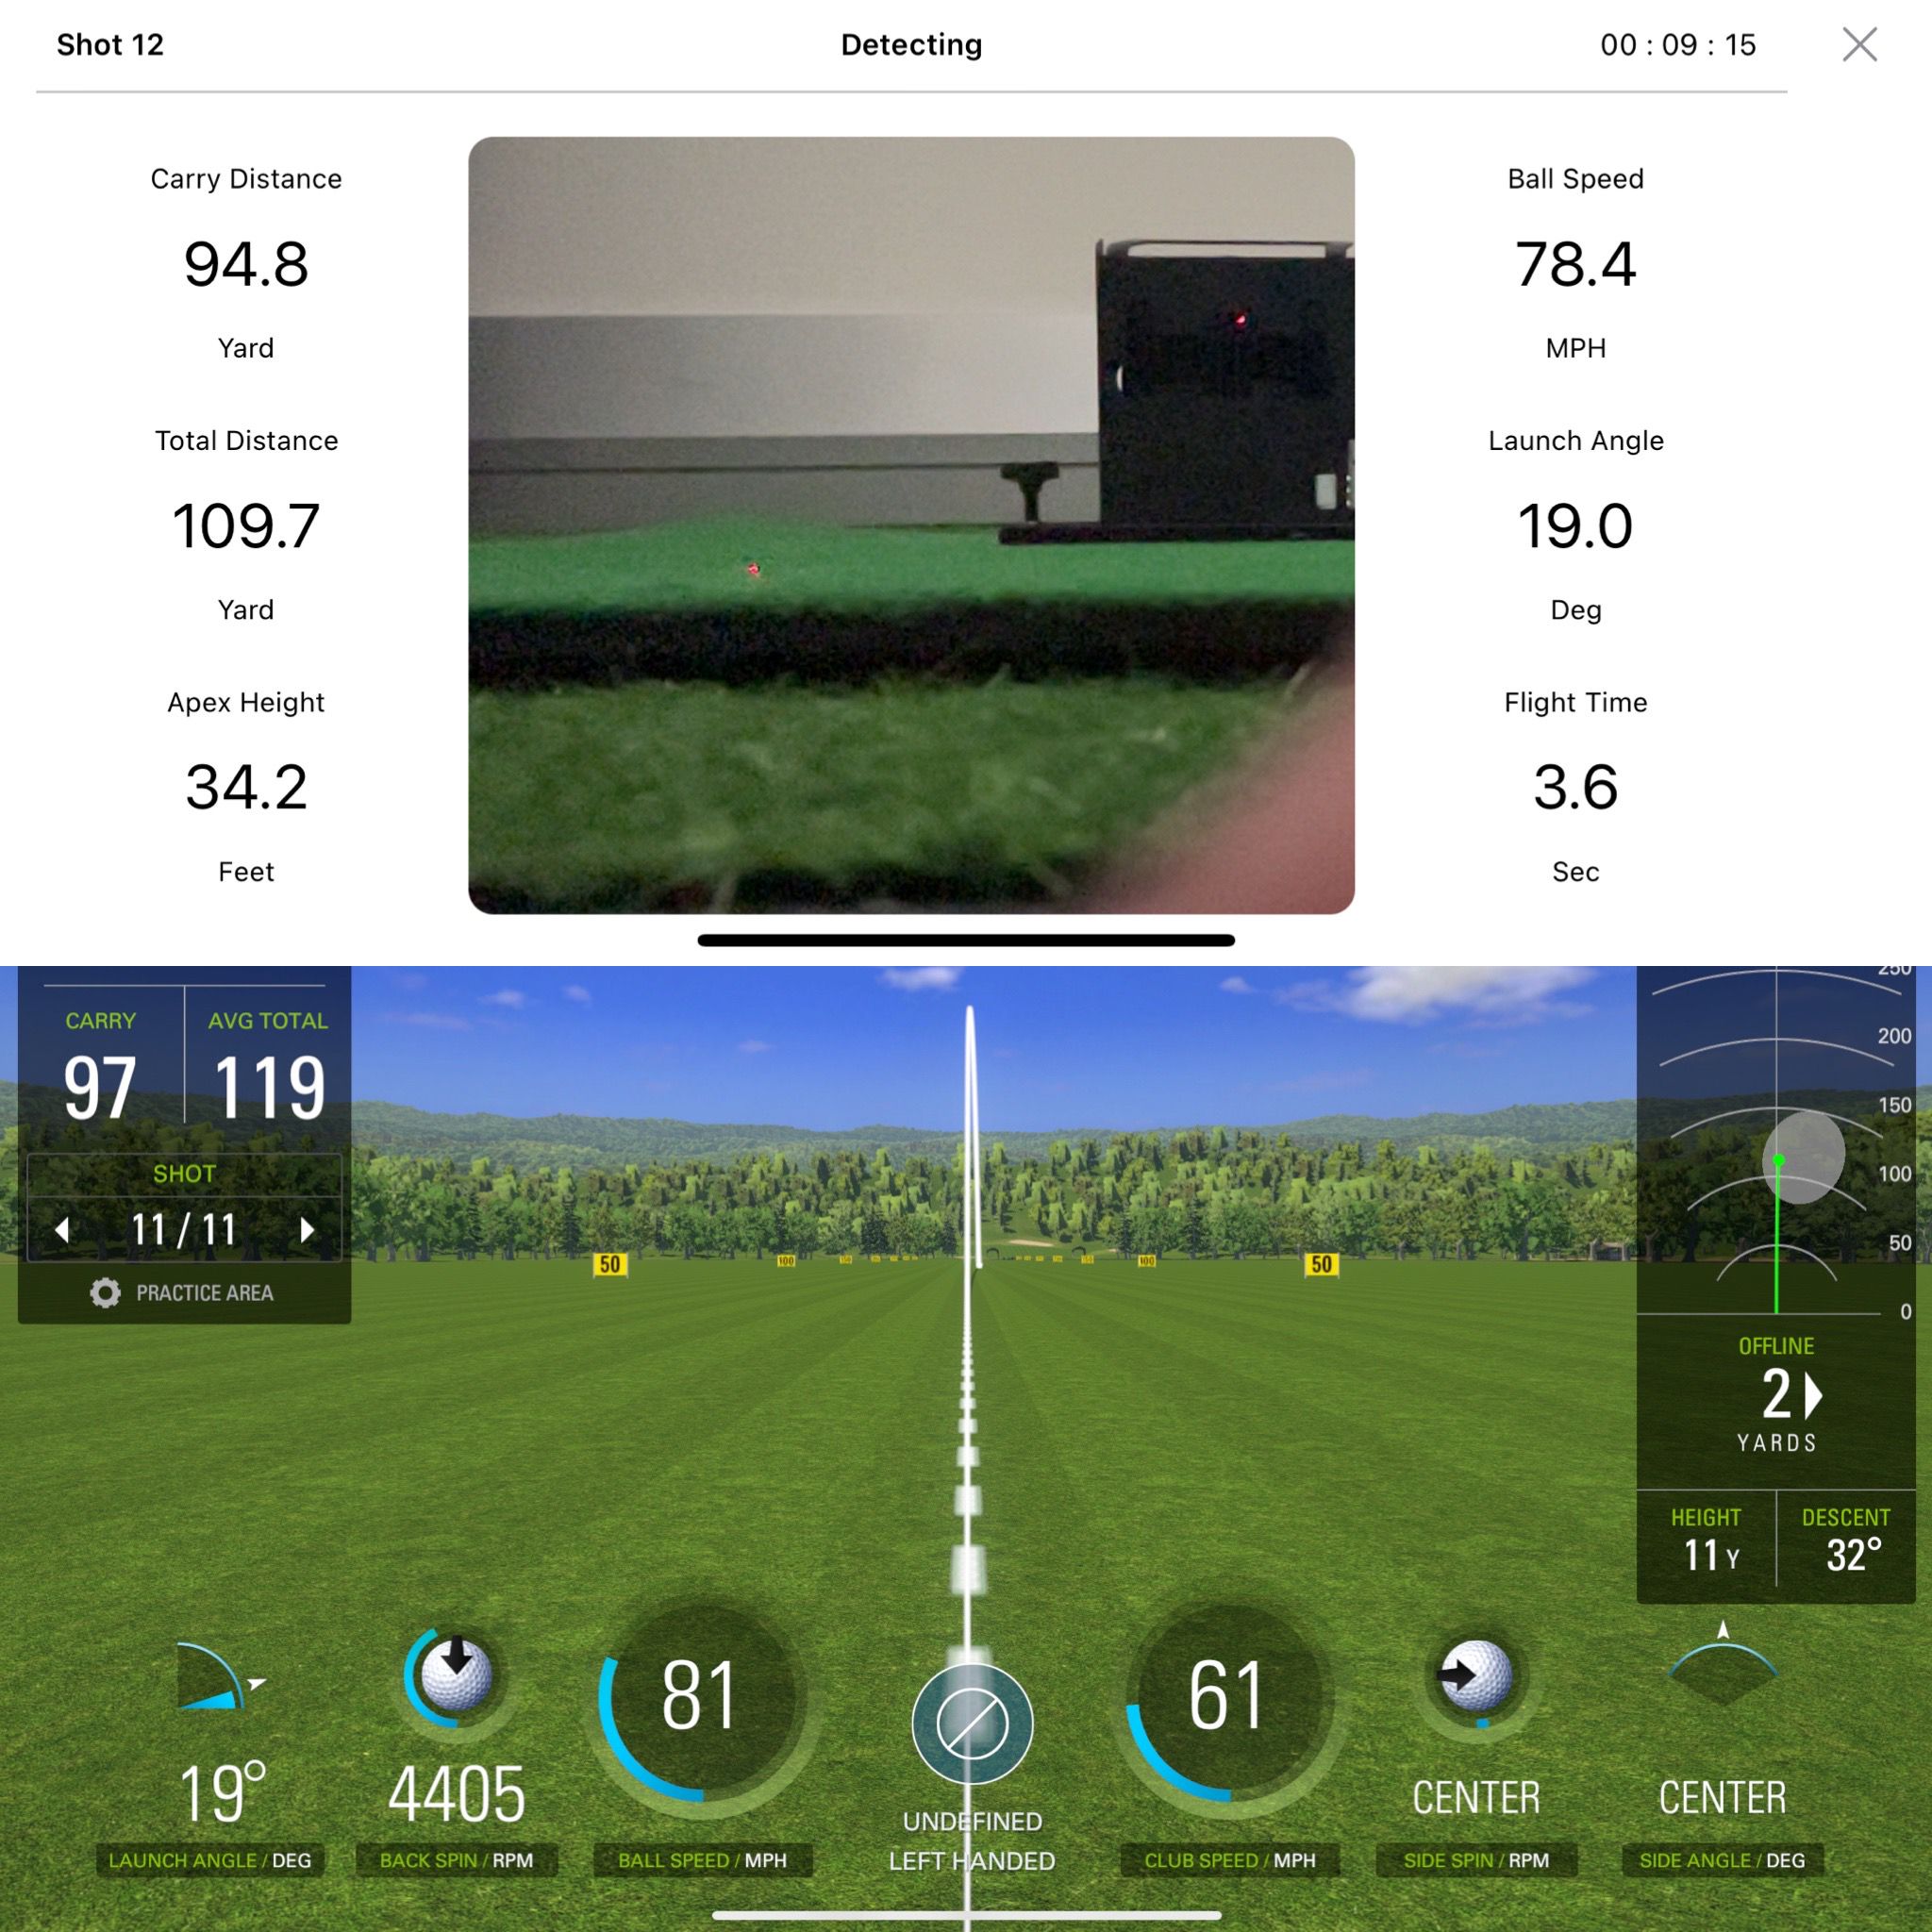 Shot 12
Detecting
00 : 09 : 15
Carry Distance
94.8
Yard
Total Distance
109.7
Yard
Apex Height
34.2
Feet
Ball Speed
78.4
MPH
Launch Angle
19.0
Deg
Flight Time
3.6
Sec
CARRY
97
AVG TOTAL
119
SHOT
11 / 11
PRACTICE AREA
50
100
100
50
250
200
150
100
50
0
OFFLINE
2
YARDS
HEIGHT
11 Y
DESCENT
32°
19°
LAUNCH ANGLE / DEG
4405
BACK SPIN / RPM
81
BALL SPEED / MPH
UNDEFINED
LEFT HANDED
61
CLUB SPEED / MPH
CENTER
SIDE SPIN / RPM
CENTER
SIDE ANGLE / DEG